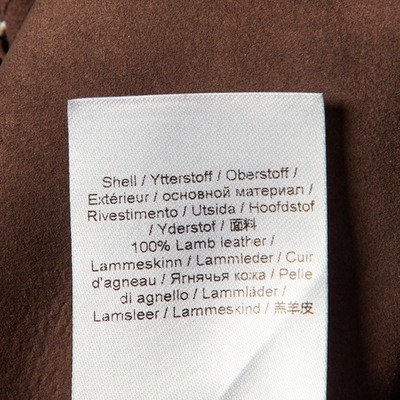 Shell / Ytterstoff / Oberstoff /
Extérieur / основной материал /
Rivestimento / Utsida / Hoofdstof
/ Yderstof / 面料
100% Lamb leather /
Lammeskinn / Lammleder / Cuir
d'agneau / Ягнячья кожа / Pelle
di agnello / Lammläder /
Lamsleer / Lammeskind / 羔羊皮